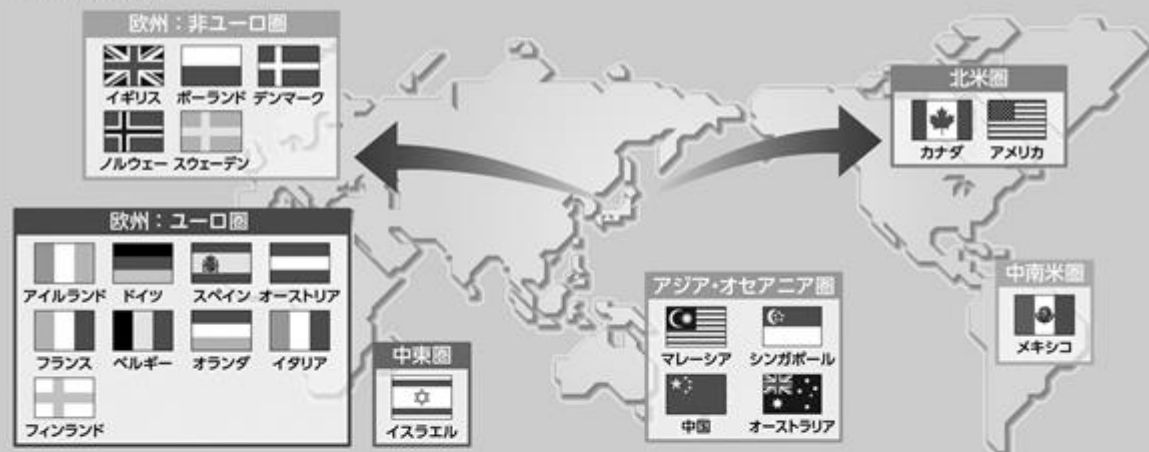 欧州：非ユーロ圏
イギリス ポーランド デンマーク
ノルウェー スウェーデン
北米圏
カナダ アメリカ
欧州：ユーロ圏
アイルランド ドイツ スペイン オーストリア
フランス ベルギー オランダ イタリア
フィンランド
中東圏
イスラエル
アジア・オセアニア圏
マレーシア シンガポール
中国 オーストラリア
中南米圏
メキシコ